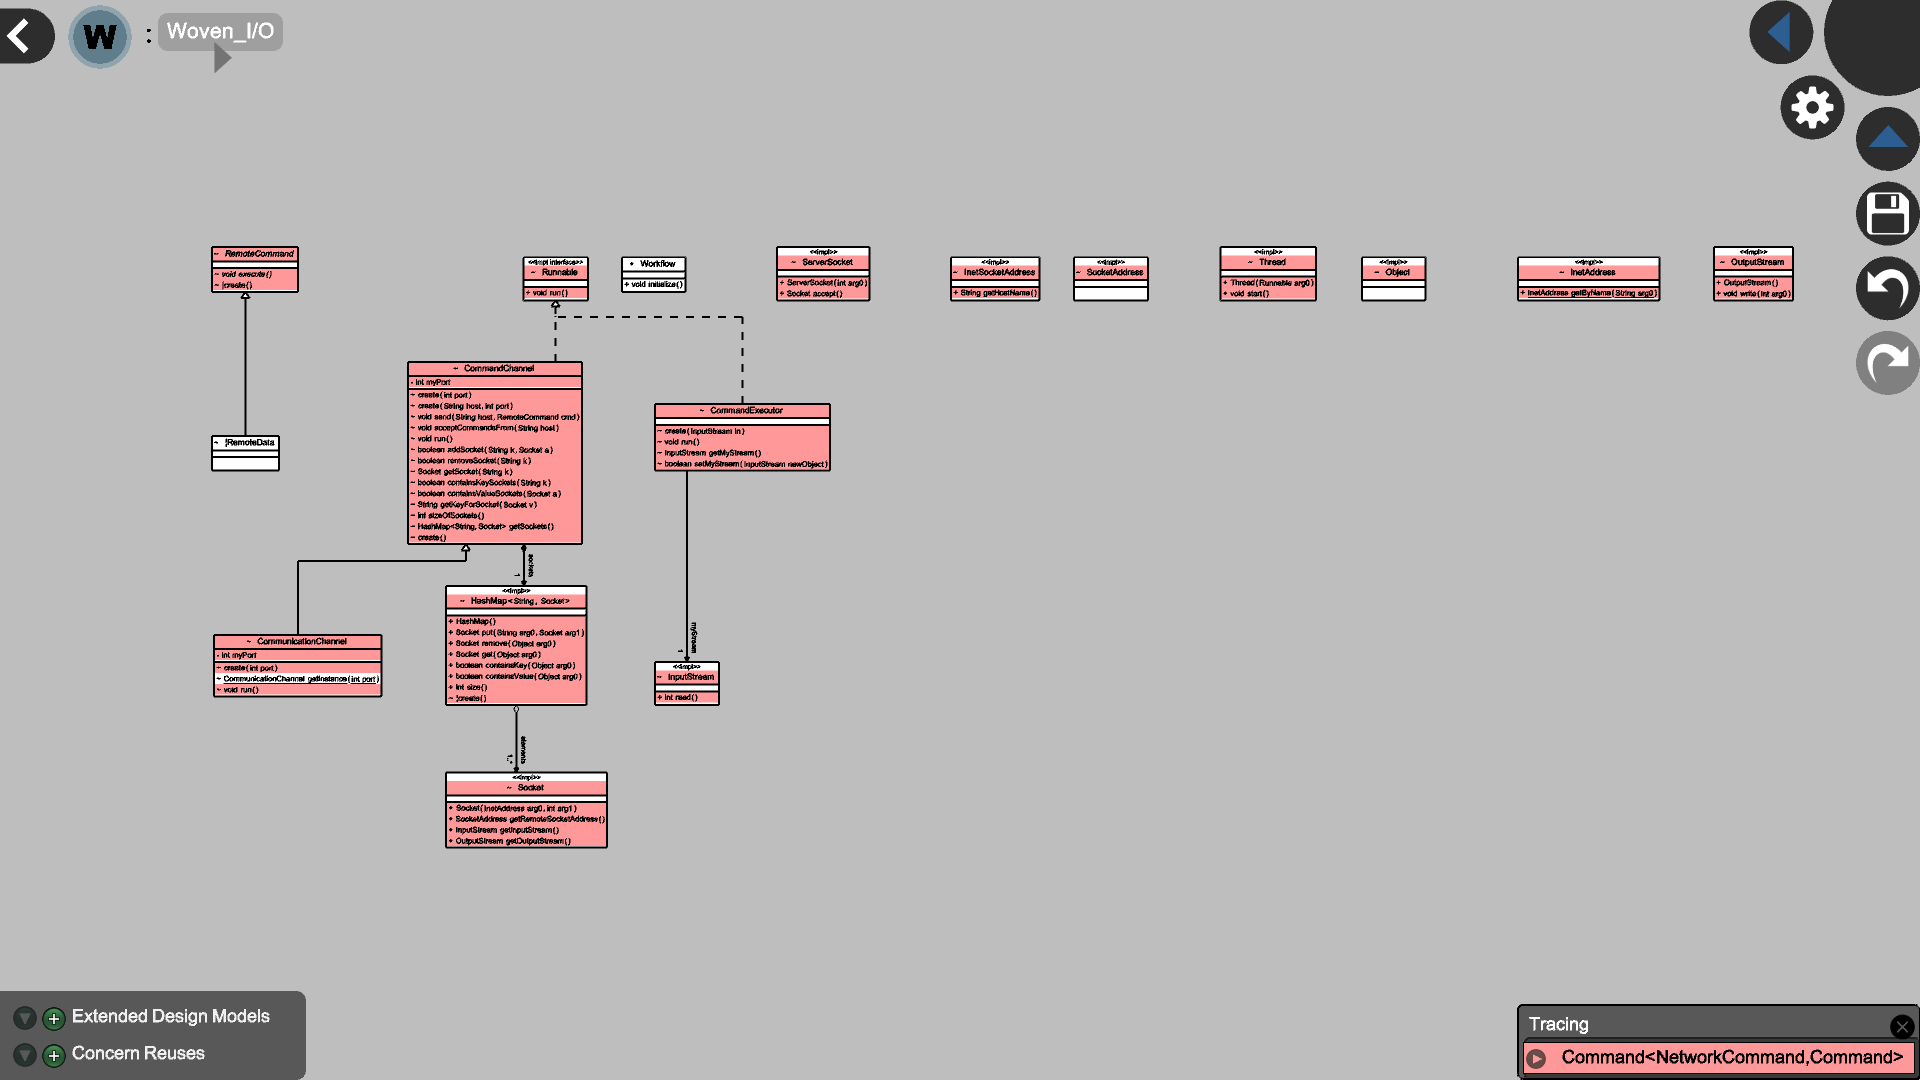 W : Woven_I/O
~ RemoteCommand
~ void execute()
~ |create()
<<impl interface>>
~ Runnable
+ void run()
+ Workflow
+ void initialize()
<<impl>>
~ ServerSocket
+ ServerSocket(int arg0)
+ Socket accept()
<<impl>>
~ InetSocketAddress
+ String getHostName()
<<impl>>
~ SocketAddress
<<impl>>
~ Thread
+ Thread(Runnable arg0)
+ void start()
<<impl>>
~ Object
<<impl>>
~ InetAddress
+ InetAddress getByName(String arg0)
<<impl>>
~ OutputStream
+ OutputStream()
+ void write(int arg0)
~ CommandChannel
- int myPort
~ create(int port)
~ create(String host, int port)
~ void send(String host, RemoteCommand cmd)
~ void acceptCommandsFrom(String host)
~ void run()
~ boolean addSocket(String k, Socket a)
~ boolean removeSocket(String k)
~ Socket getSocket(String k)
~ boolean containsKeySockets(String k)
~ boolean containsValueSockets(Socket a)
~ String getKeyForSocket(Socket v)
~ int sizeOfSockets()
~ HashMap<String, Socket> getSockets()
~ create()
~ CommandExecutor
~ create(InputStream in)
~ void run()
~ InputStream getMyStream()
~ boolean setMyStream(InputStream newObject)
~ |RemoteData
sockets
1
<<impl>>
~ HashMap<String, Socket>
+ HashMap()
+ Socket put(String arg0, Socket arg1)
+ Socket remove(Object arg0)
+ Socket get(Object arg0)
+ boolean containsKey(Object arg0)
+ boolean containsValue(Object arg0)
+ int size()
~ |create()
~ CommunicationChannel
- int myPort
~ create(int port)
~ CommunicationChannel getInstance(int port)
~ void run()
myStream
1
<<impl>>
~ InputStream
+ int read()
elements
1..*
<<impl>>
~ Socket
+ Socket(InetAddress arg0, int arg1)
+ SocketAddress getRemoteSocketAddress()
+ InputStream getInputStream()
+ OutputStream getOutputStream()
Extended Design Models
Concern Reuses
Tracing
Command<NetworkCommand,Command>